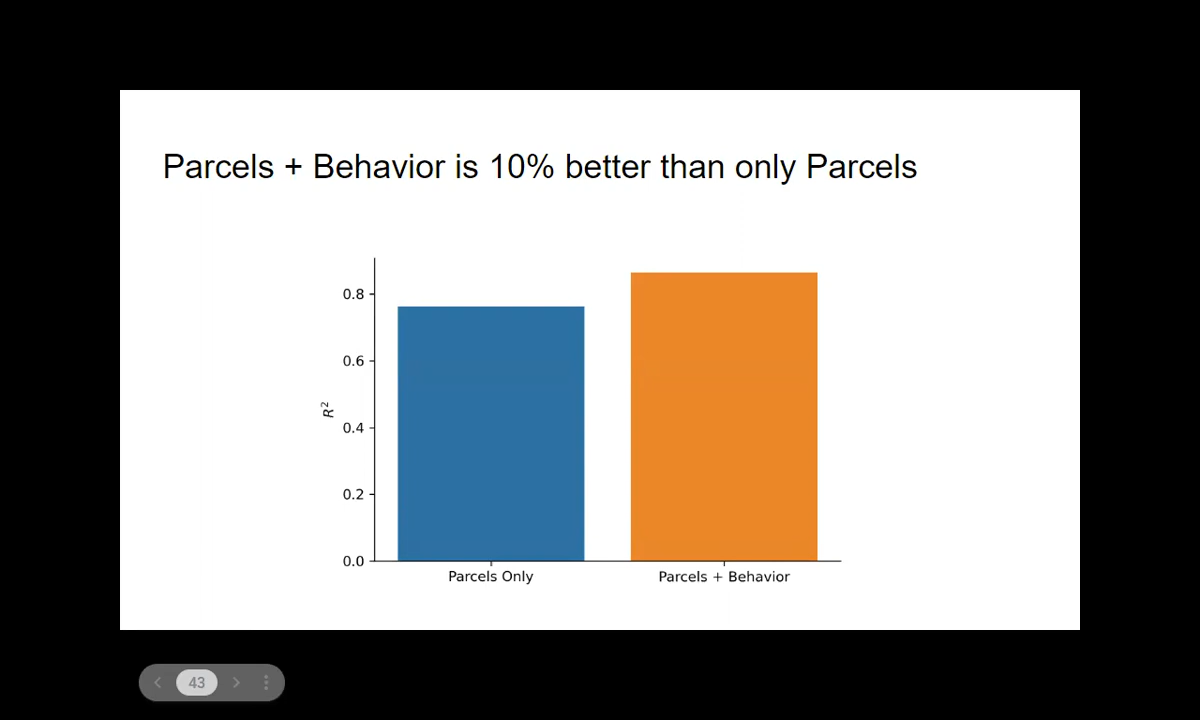 Parcels + Behavior is 10% better than only Parcels
0.8
0.6
R²
0.4
0.2
0.0
Parcels Only
Parcels + Behavior
43